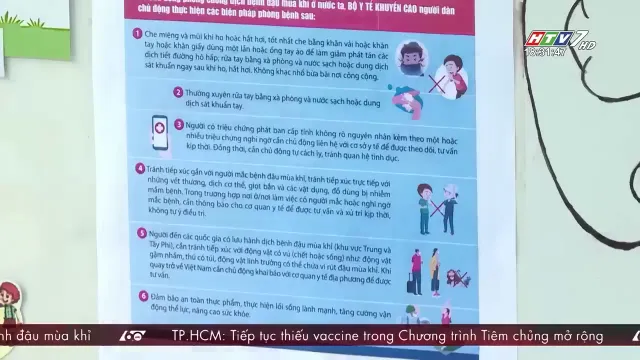 phòng chống dịch bệnh đậu mùa khỉ ở nước ta, BỘ Y TẾ KHUYẾN CÁO người dân
chủ động thực hiện các biện pháp phòng bệnh sau:
HTV7 HD
18:31:47
1 Che miệng và mũi khi ho hoặc hắt hơi, tốt nhất che bằng khăn vải hoặc khăn
tay hoặc khăn giấy dùng một lần hoặc ống tay áo để làm giảm phát tán các
dịch tiết đường hô hấp; rửa tay bằng xà phòng và nước sạch hoặc dung dịch
sát khuẩn ngay sau khi ho, hắt hơi. Không khạc nhổ bừa bãi nơi công cộng.
2 Thường xuyên rửa tay bằng xà phòng và nước sạch hoặc dung
dịch sát khuẩn tay.
3 Người có triệu chứng phát ban cấp tính không rõ nguyên nhân kèm theo một hoặc
nhiều triệu chứng nghi ngờ cần chủ động liên hệ với cơ sở y tế để được theo dõi, tư vấn
kịp thời. Đồng thời, cần chủ động tự cách ly, tránh quan hệ tình dục.
4 Tránh tiếp xúc gần với người mắc bệnh đậu mùa khỉ, tránh tiếp xúc trực tiếp với
những vết thương, dịch cơ thể, giọt bắn và các vật dụng, đồ dùng bị nhiễm
mầm bệnh. Trong trường hợp nơi ở/nơi làm việc có người mắc hoặc nghi ngờ
mắc bệnh, cần thông báo cho cơ quan y tế để được tư vấn và xử trí kịp thời,
không tự ý điều trị.
5 Người đến các quốc gia có lưu hành dịch bệnh đậu mùa khỉ (khu vực Trung và
Tây Phi), cần tránh tiếp xúc với động vật có vú (chết hoặc sống) như động vật
gặm nhấm, thú có túi, động vật linh trưởng có thể chứa vi rút đậu mùa khỉ. Khi
quay trở về Việt Nam cần chủ động khai báo với cơ quan y tế địa phương để được
tư vấn.
6 Đảm bảo an toàn thực phẩm, thực hiện lối sống lành mạnh, tăng cường vận
động thể lực, nâng cao sức khỏe.
nh đậu mùa khỉ 60 TP.HCM: Tiếp tục thiếu vaccine trong Chương trình Tiêm chủng mở rộng